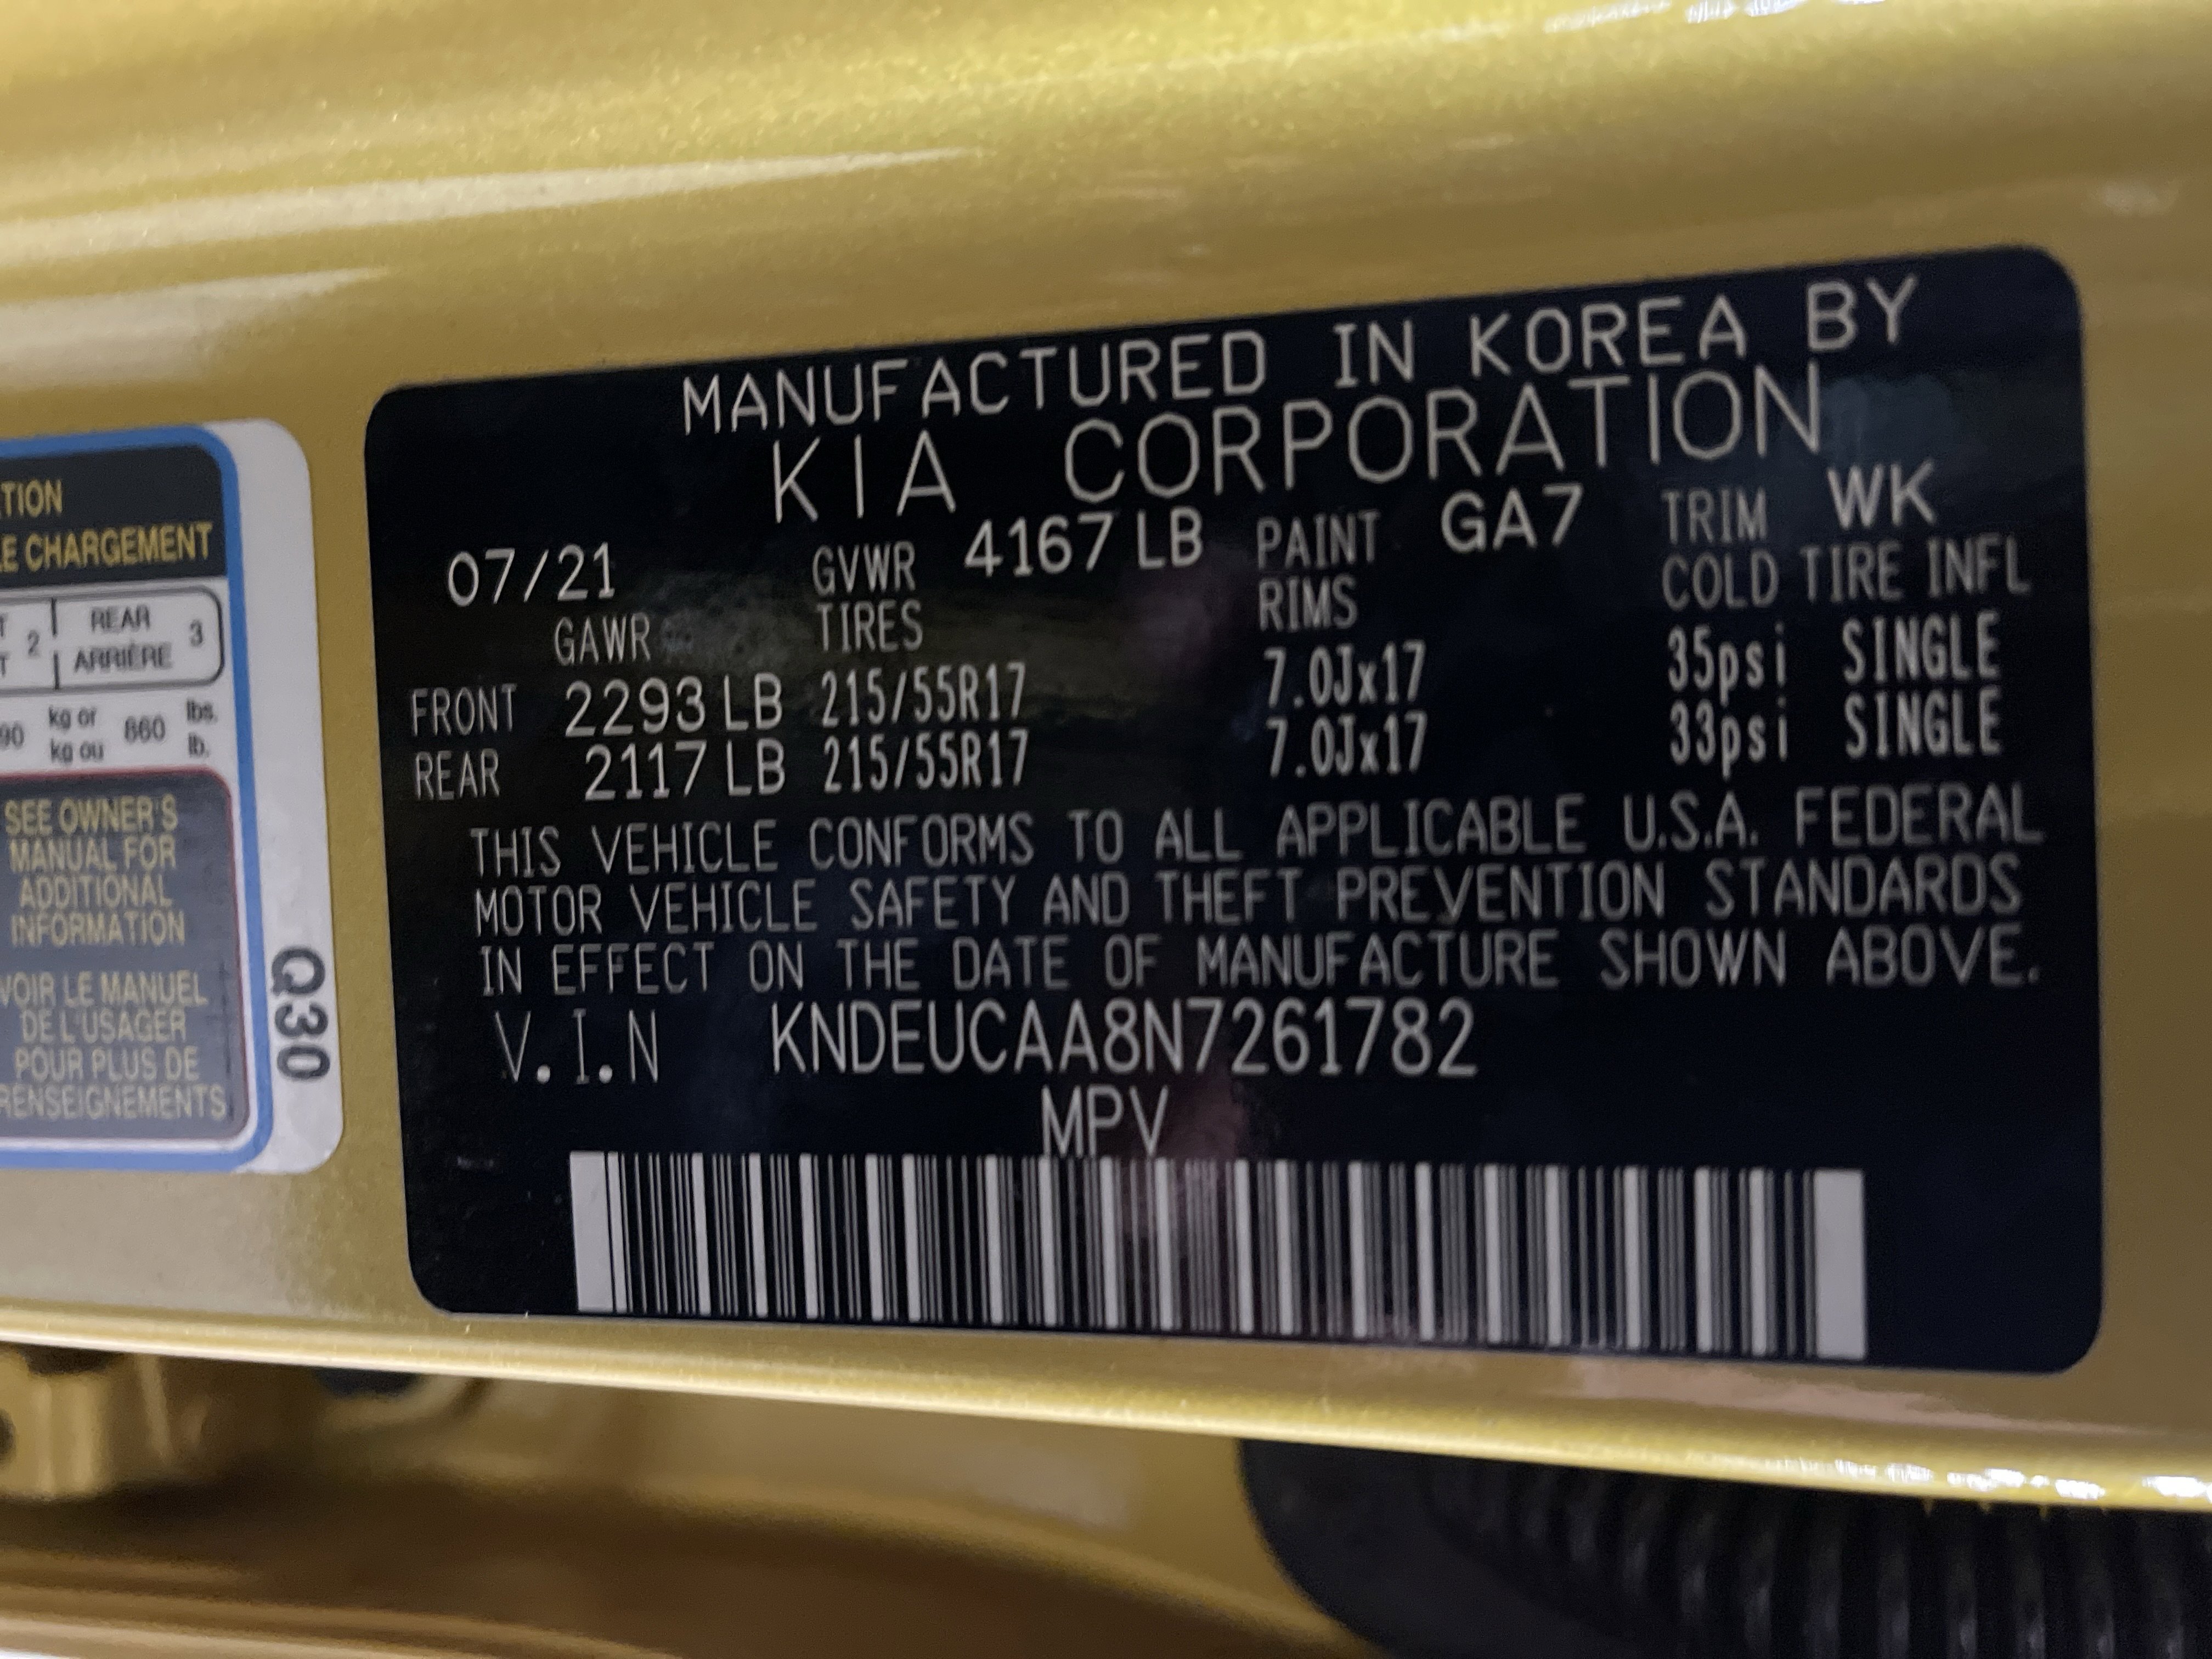 TION
LE CHARGEMENT
2 REAR 3
ARRIÈRE
90 kg or 860 lbs.
kg ou lb.
SEE OWNER'S
MANUAL FOR
ADDITIONAL
INFORMATION
VOIR LE MANUEL
DE L'USAGER
POUR PLUS DE
RENSEIGNEMENTS
Q30
MANUFACTURED IN KOREA BY
KIA CORPORATION
07/21 GVWR 4167 LB PAINT GA7 TRIM WK
GAWR TIRES RIMS COLD TIRE INFL
FRONT 2293 LB 215/55R17 7.0Jx17 35psi SINGLE
REAR 2117 LB 215/55R17 7.0Jx17 33psi SINGLE
THIS VEHICLE CONFORMS TO ALL APPLICABLE U.S.A. FEDERAL
MOTOR VEHICLE SAFETY AND THEFT PREVENTION STANDARDS
IN EFFECT ON THE DATE OF MANUFACTURE SHOWN ABOVE.
V.I.N KNDEUCAA8N7261782
MPV